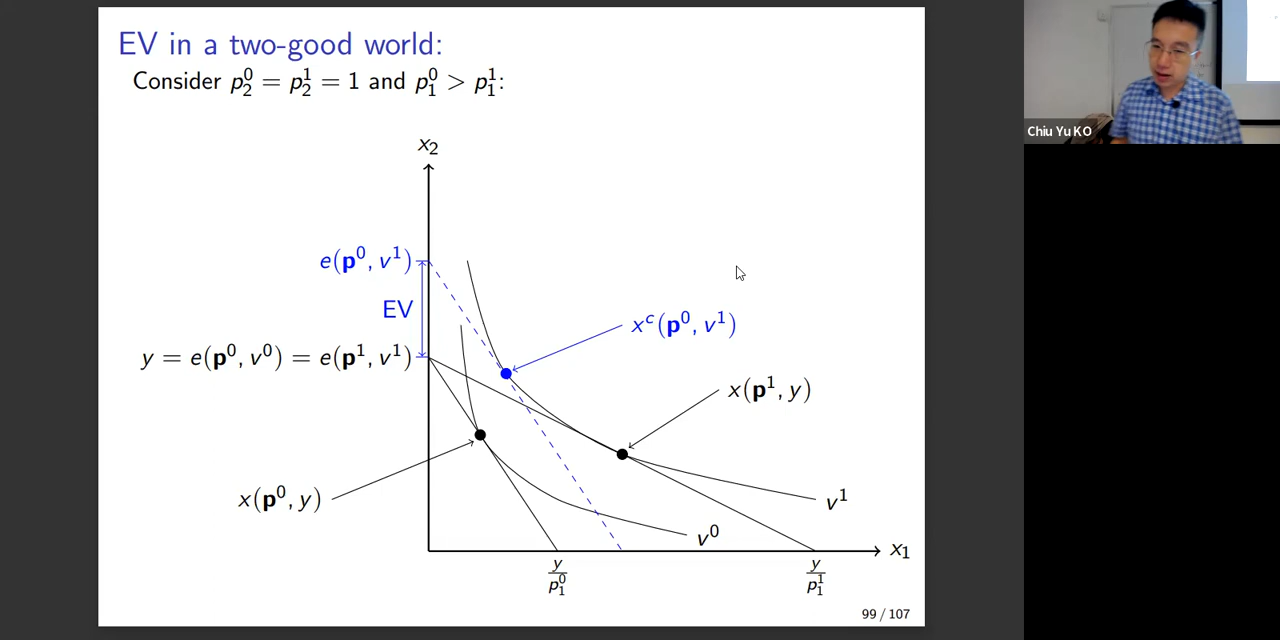 EV in a two-good world:
Consider p₂⁰ = p₂¹ = 1 and p₁⁰ > p₁¹:
x₂
e(p⁰, v¹)
EV
xᶜ(p⁰, v¹)
y = e(p⁰, v⁰) = e(p¹, v¹)
x(p¹, y)
x(p⁰, y)
v¹
v⁰
x₁
y/p₁⁰
y/p₁¹
99 / 107
Chiu Yu KO